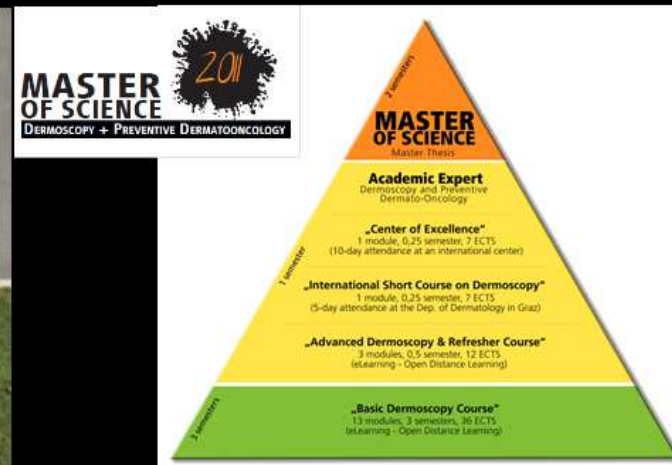 MASTER
OF SCIENCE
2011
DERMOSCOPY + PREVENTIVE DERMATOONCOLOGY
2 semesters
MASTER
OF SCIENCE
Master Thesis
Academic Expert
Dermoscopy and Preventive
Dermato-Oncology
„Center of Excellence"
1 module, 0,25 semester, 7 ECTS
(10-day attendance at an international center)
1 semester
„International Short Course on Dermoscopy"
1 module, 0,25 semester, 7 ECTS
(5-day attendance at the Dep. of Dermatology in Graz)
„Advanced Dermoscopy & Refresher Course"
3 modules, 0,5 semester, 12 ECTS
(eLearning - Open Distance Learning)
3 semesters
„Basic Dermoscopy Course"
13 modules, 3 semesters, 36 ECTS
(eLearning - Open Distance Learning)